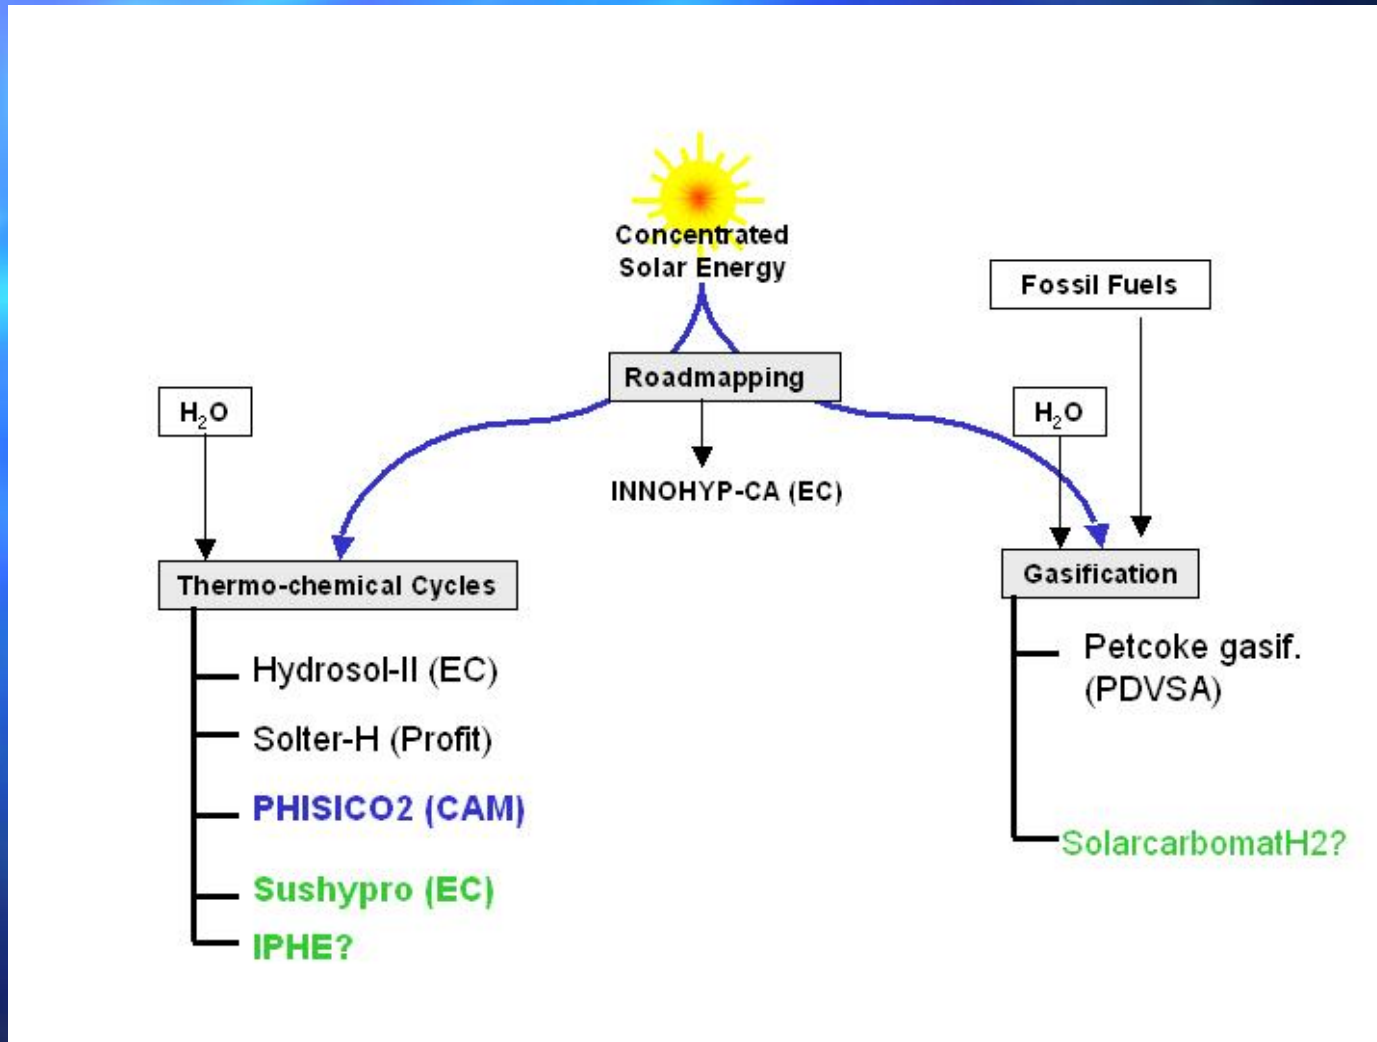 Concentrated
Solar Energy
Fossil Fuels
Roadmapping
H₂O
H₂O
INNOHYP-CA (EC)
Thermo-chemical Cycles
Gasification
Hydrosol-II (EC)
Solter-H (Profit)
PHISICO2 (CAM)
Sushypro (EC)
IPHE?
Petcoke gasif.
(PDVSA)
SolarcarbomatH2?